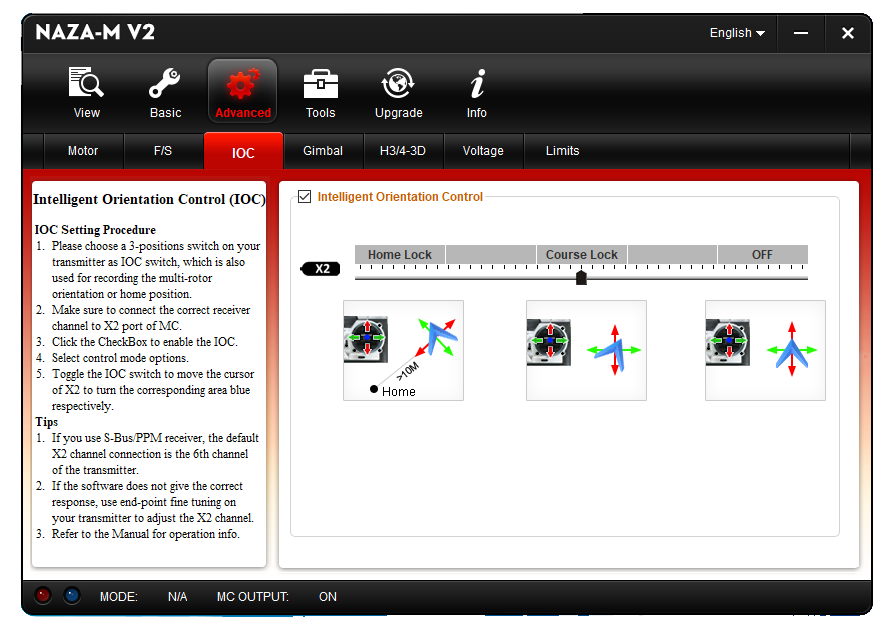 NAZA-M V2
English
View
Basic
Advanced
Tools
Upgrade
Info
Motor
F/S
IOC
Gimbal
H3/4-3D
Voltage
Limits
Intelligent Orientation Control (IOC)
IOC Setting Procedure
1. Please choose a 3-positions switch on your
transmitter as IOC switch, which is also
used for recording the multi-rotor
orientation or home position.
2. Make sure to connect the correct receiver
channel to X2 port of MC.
3. Click the CheckBox to enable the IOC.
4. Select control mode options.
5. Toggle the IOC switch to move the cursor
of X2 to turn the corresponding area blue
respectively.
Tips
1. If you use S-Bus/PPM receiver, the default
X2 channel connection is the 6th channel
of the transmitter.
2. If the software does not give the correct
response, use end-point fine tuning on
your transmitter to adjust the X2 channel.
3. Refer to the Manual for operation info.
Intelligent Orientation Control
Home Lock
Course Lock
OFF
X2
>10M
Home
MODE: N/A MC OUTPUT: ON